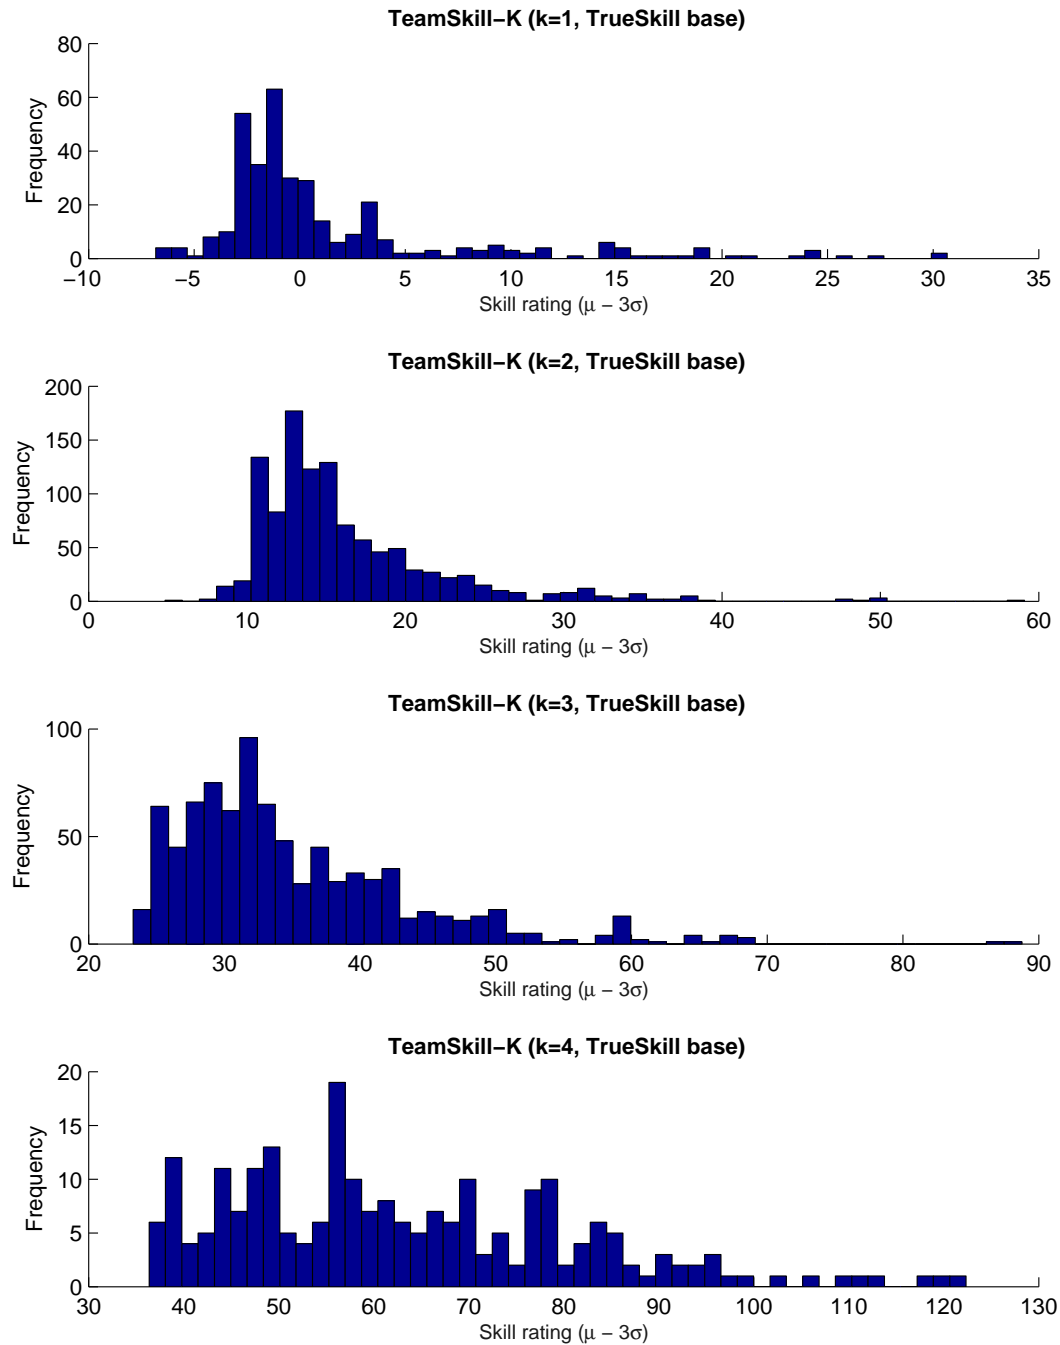 TeamSkill−K (k=1, TrueSkill base)
80
60
40
20
0
Frequency
−10 −5 0 5 10 15 20 25 30 35
Skill rating (μ − 3σ)
TeamSkill−K (k=2, TrueSkill base)
200
150
100
50
0
Frequency
0 10 20 30 40 50 60
Skill rating (μ − 3σ)
TeamSkill−K (k=3, TrueSkill base)
100
50
0
Frequency
20 30 40 50 60 70 80 90
Skill rating (μ − 3σ)
TeamSkill−K (k=4, TrueSkill base)
20
15
10
5
0
Frequency
30 40 50 60 70 80 90 100 110 120 130
Skill rating (μ − 3σ)